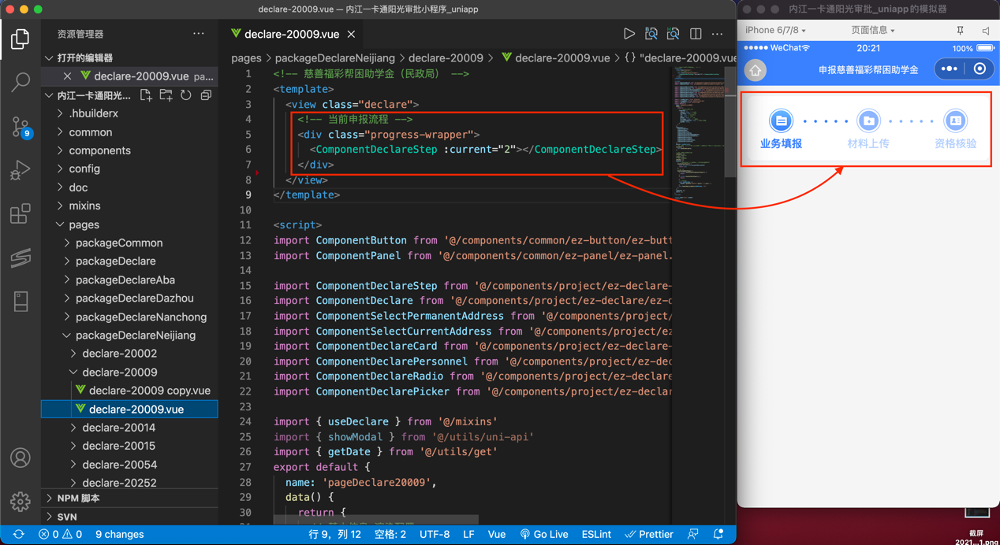 declare-20009.vue — 内江一卡通阳光审批小程序_uniapp
资源管理器
打开的编辑器
declare-20009.vue pa...
内江一卡通阳光...
.hbuilderx
common
components
config
doc
mixins
pages
packageCommon
packageDeclare
packageDeclareAba
packageDeclareDazhou
packageDeclareNanchong
packageDeclareNeijiang
declare-20002
declare-20009
declare-20009 copy.vue
declare-20009.vue
declare-20014
declare-20015
declare-20054
declare-20252
NPM 脚本
SVN
9
declare-20009.vue
pages > packageDeclareNeijiang > declare-20009 > declare-20009.vue > {} "declare-20009.vue
1 <!-- 慈善福彩帮困助学金（民政局） -->
2 <template>
3 <view class="declare">
4 <!-- 当前申报流程 -->
5 <div class="progress-wrapper">
6 <ComponentDeclareStep :current="2"></ComponentDeclareStep>
7 </div>
8 </view>
9 </template>
10
11 <script>
12 import ComponentButton from '@/components/common/ez-button/ez-butt
13 import ComponentPanel from '@/components/common/ez-panel/ez-panel.
14
15 import ComponentDeclareStep from '@/components/project/ez-declare-
16 import ComponentDeclare from '@/components/project/ez-declare/ez-d
17 import ComponentSelectPermanentAddress from '@/components/project/
18 import ComponentSelectCurrentAddress from '@/components/project/ez
19 import ComponentDeclareCard from '@/components/project/ez-declare-
20 import ComponentDeclarePersonnel from '@/components/project/ez-dec
21 import ComponentDeclareRadio from '@/components/project/ez-declare
22 import ComponentDeclarePicker from '@/components/project/ez-declar
23
24 import { useDeclare } from '@/mixins'
25 import { showModal } from '@/utils/uni-api'
26 import { getDate } from '@/utils/get'
27 export default {
28 name: 'pageDeclare20009',
29 data() {
30 return {
0 0 9 changes
行 9，列 12 空格: 2 UTF-8 LF Vue Go Live ESLint Prettier
内江一卡通阳光审批_uniapp的模拟器
iPhone 6/7/8 页面信息
WeChat 20:21 100%
申报慈善福彩帮困助学金
业务填报 材料上传 资格核验
截屏
2021...1.png